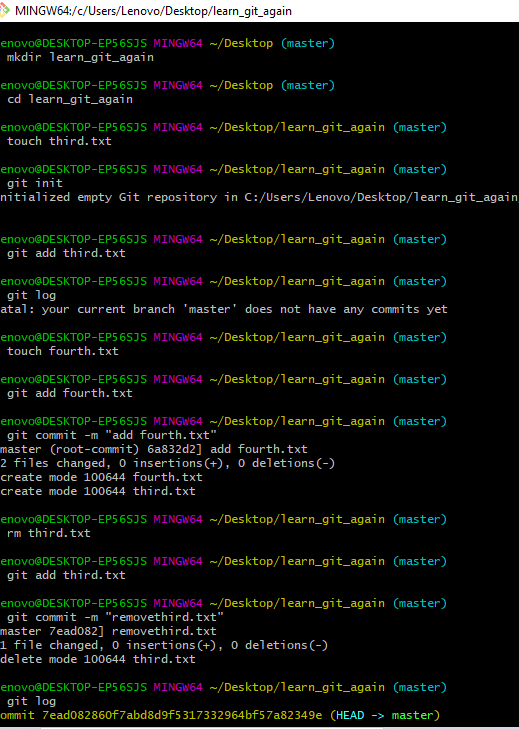 MINGW64:/c/Users/Lenovo/Desktop/learn_git_again
enovo@DESKTOP-EP56SJS MINGW64 ~/Desktop (master)
mkdir learn_git_again
enovo@DESKTOP-EP56SJS MINGW64 ~/Desktop (master)
cd learn_git_again
enovo@DESKTOP-EP56SJS MINGW64 ~/Desktop/learn_git_again (master)
touch third.txt
enovo@DESKTOP-EP56SJS MINGW64 ~/Desktop/learn_git_again (master)
git init
nitialized empty Git repository in C:/Users/Lenovo/Desktop/learn_git_again
enovo@DESKTOP-EP56SJS MINGW64 ~/Desktop/learn_git_again (master)
git add third.txt
enovo@DESKTOP-EP56SJS MINGW64 ~/Desktop/learn_git_again (master)
git log
atal: your current branch 'master' does not have any commits yet
enovo@DESKTOP-EP56SJS MINGW64 ~/Desktop/learn_git_again (master)
touch fourth.txt
enovo@DESKTOP-EP56SJS MINGW64 ~/Desktop/learn_git_again (master)
git add fourth.txt
enovo@DESKTOP-EP56SJS MINGW64 ~/Desktop/learn_git_again (master)
git commit -m "add fourth.txt"
master (root-commit) 6a832d2] add fourth.txt
2 files changed, 0 insertions(+), 0 deletions(-)
create mode 100644 fourth.txt
create mode 100644 third.txt
enovo@DESKTOP-EP56SJS MINGW64 ~/Desktop/learn_git_again (master)
rm third.txt
enovo@DESKTOP-EP56SJS MINGW64 ~/Desktop/learn_git_again (master)
git add third.txt
enovo@DESKTOP-EP56SJS MINGW64 ~/Desktop/learn_git_again (master)
git commit -m "removethird.txt"
master 7ead082] removethird.txt
1 file changed, 0 insertions(+), 0 deletions(-)
delete mode 100644 third.txt
enovo@DESKTOP-EP56SJS MINGW64 ~/Desktop/learn_git_again (master)
git log
ommit 7ead082860f7abd8d9f5317332964bf57a82349e (HEAD -> master)